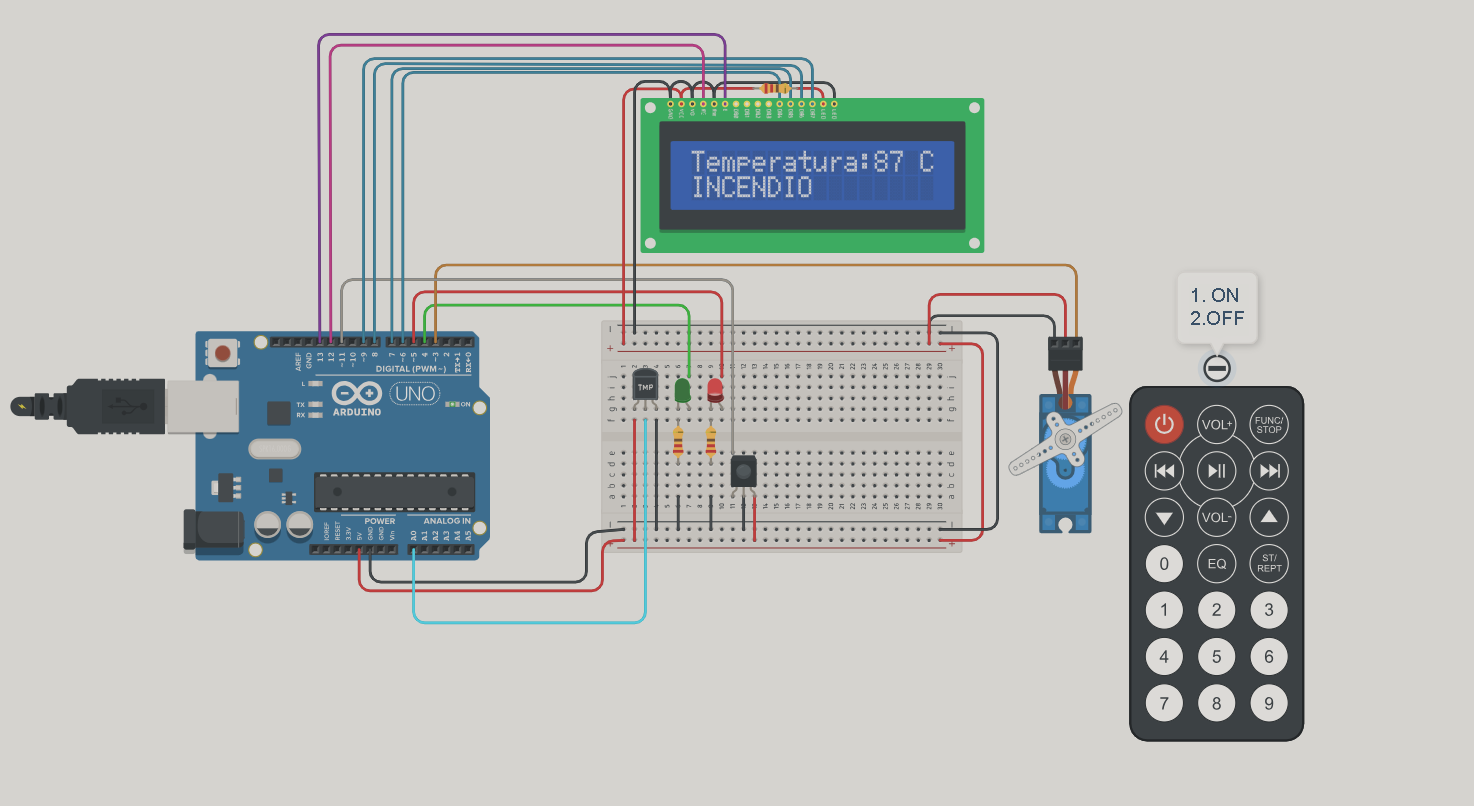 Temperatura:87 C
INCENDIO
1. ON
2.OFF
AREF
GND
13
12
~11
~10
~9
8
7
~6
~5
4
~3
2
TX→1
RX←0
DIGITAL (PWM~)
L
TX
RX
UNO
ON
ARDUINO
TMP
POWER
ANALOG IN
IOREF
RESET
3.3V
5V
GND
GND
Vin
A0
A1
A2
A3
A4
A5
VOL+
FUNC/
STOP
VOL-
0
EQ
ST/
REPT
1
2
3
4
5
6
7
8
9